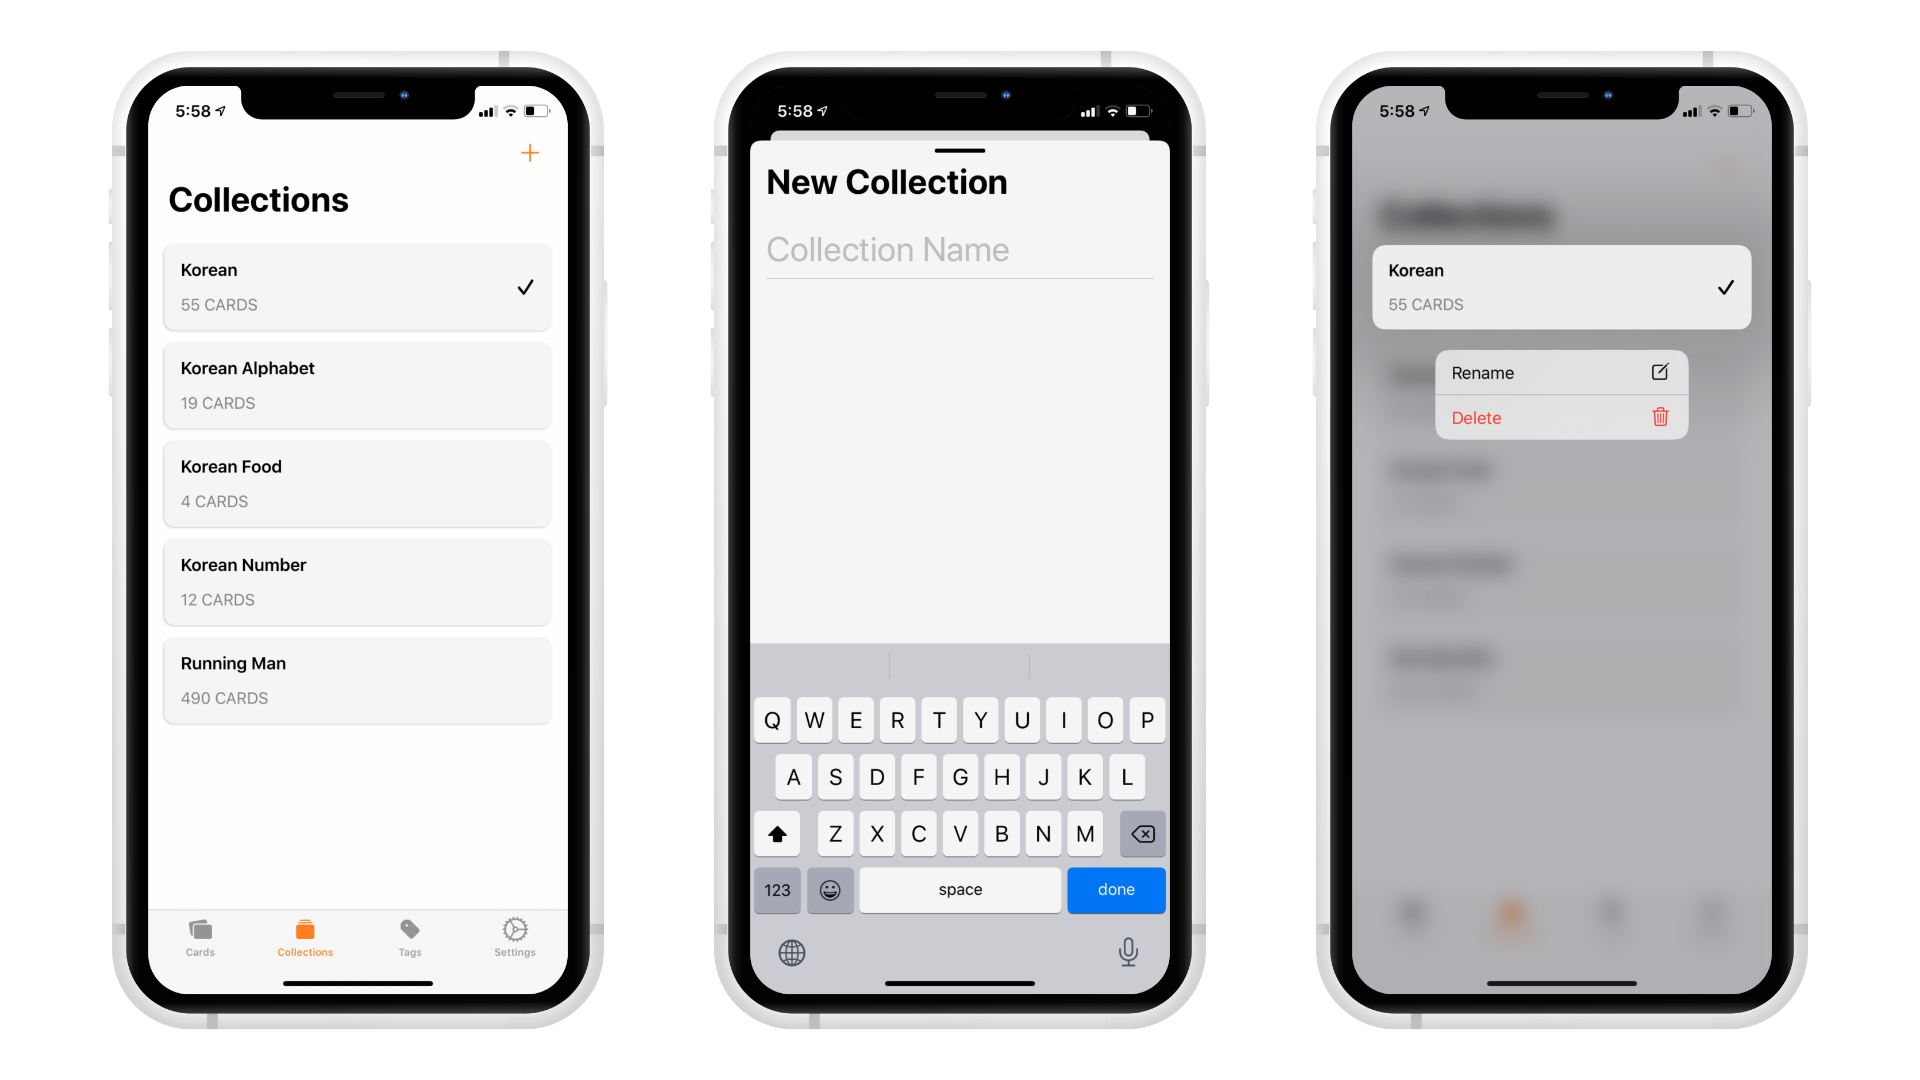 5:58
Collections
Korean
55 CARDS
Korean Alphabet
19 CARDS
Korean Food
4 CARDS
Korean Number
12 CARDS
Running Man
490 CARDS
Cards Collections Tags Settings
5:58
New Collection
Collection Name
Q W E R T Y U I O P
A S D F G H J K L
Z X C V B N M
123 space done
5:58
Collections
Korean
55 CARDS
Rename
Delete